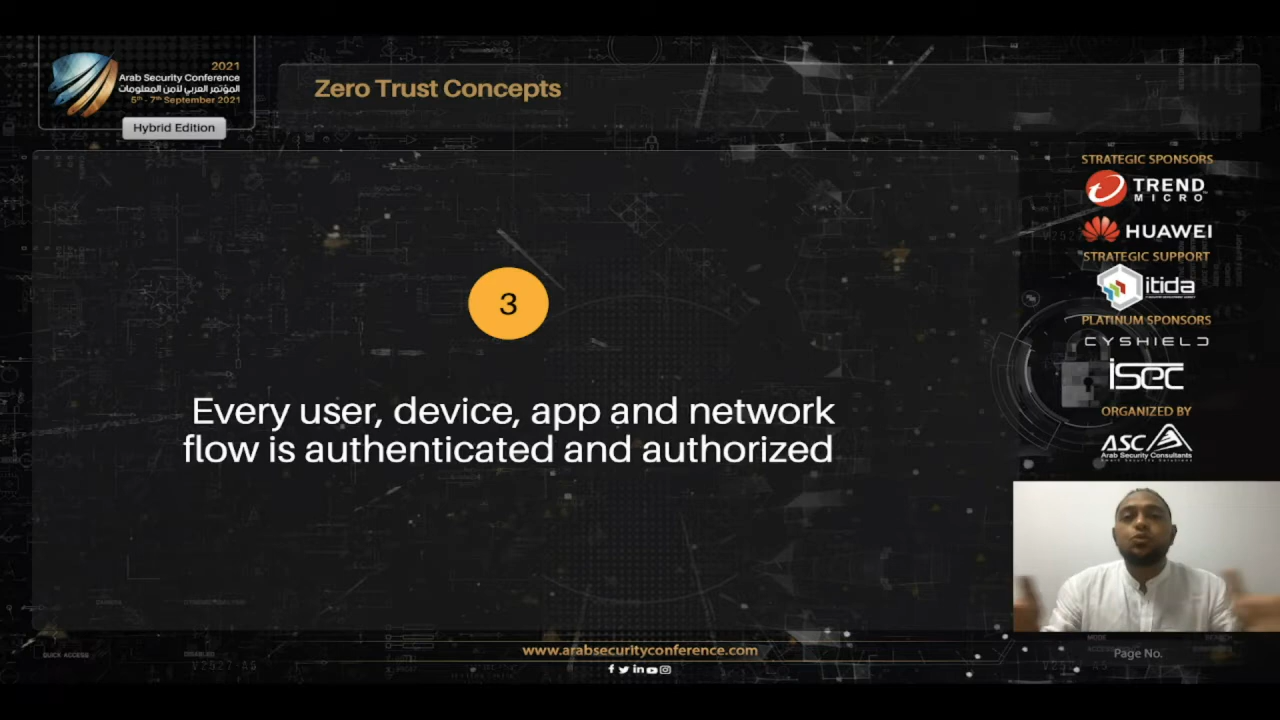 2021
Arab Security Conference
المؤتمر العربي لأمن المعلومات
5th - 7th September 2021
Hybrid Edition
Zero Trust Concepts
3
Every user, device, app and network
flow is authenticated and authorized
STRATEGIC SPONSORS
TREND
MICRO
HUAWEI
STRATEGIC SUPPORT
itida
PLATINUM SPONSORS
CYSHIELD
isec
ORGANIZED BY
ASC
Arab Security Consultants
www.arabsecurityconference.com
QUICK ACCESS
Page No.